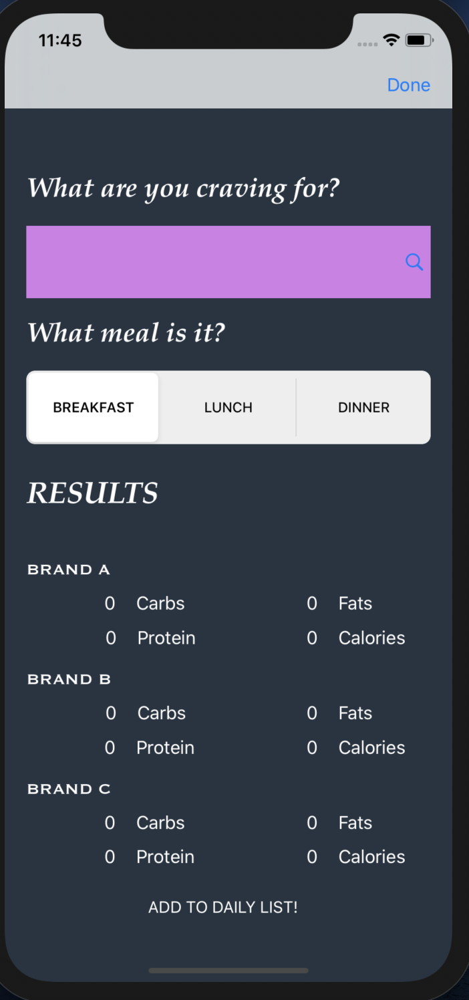 11:45
Done
What are you craving for?
What meal is it?
BREAKFAST LUNCH DINNER
RESULTS
BRAND A
0 Carbs 0 Fats
0 Protein 0 Calories
BRAND B
0 Carbs 0 Fats
0 Protein 0 Calories
BRAND C
0 Carbs 0 Fats
0 Protein 0 Calories
ADD TO DAILY LIST!